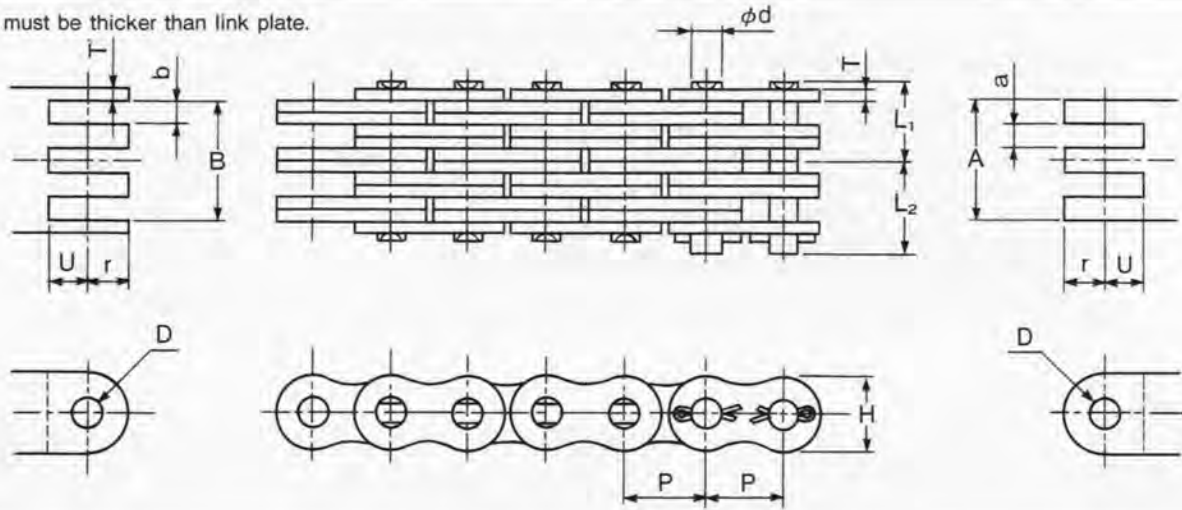 must be thicker than link plate.
φd
T
b
B
U
r
T
L₁
L₂
a
A
r
U
D
H
P
P
D